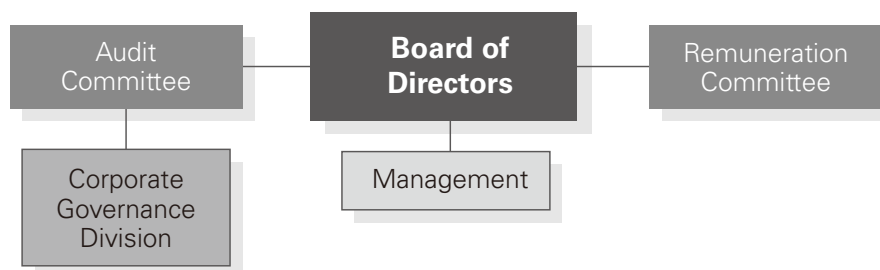 Audit
Committee
Board of
Directors
Remuneration
Committee
Corporate
Governance
Division
Management